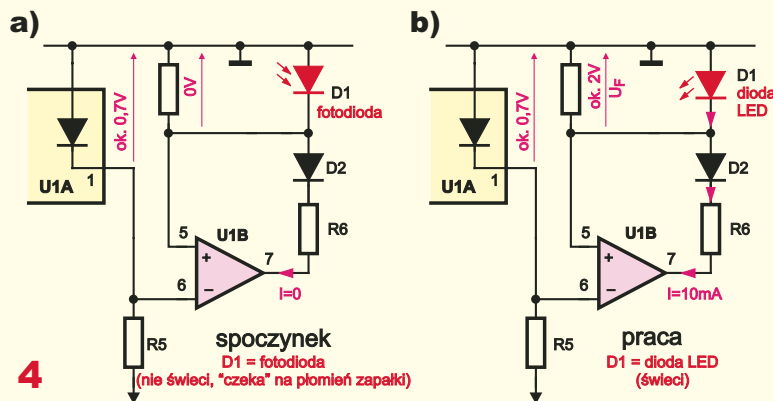 a)
ok. 0,7V
0V
D1
fotodioda
D2
R6
U1A
1
5
6
7
U1B
+
−
I=0
R5
spoczynek
D1 = fotodioda
(nie świeci, "czeka" na płomień zapałki)
4
b)
ok. 0,7V
ok. 2V
UF
D1
dioda
LED
D2
R6
U1A
1
5
6
7
U1B
+
−
I=10mA
R5
praca
D1 = dioda LED
(świeci)